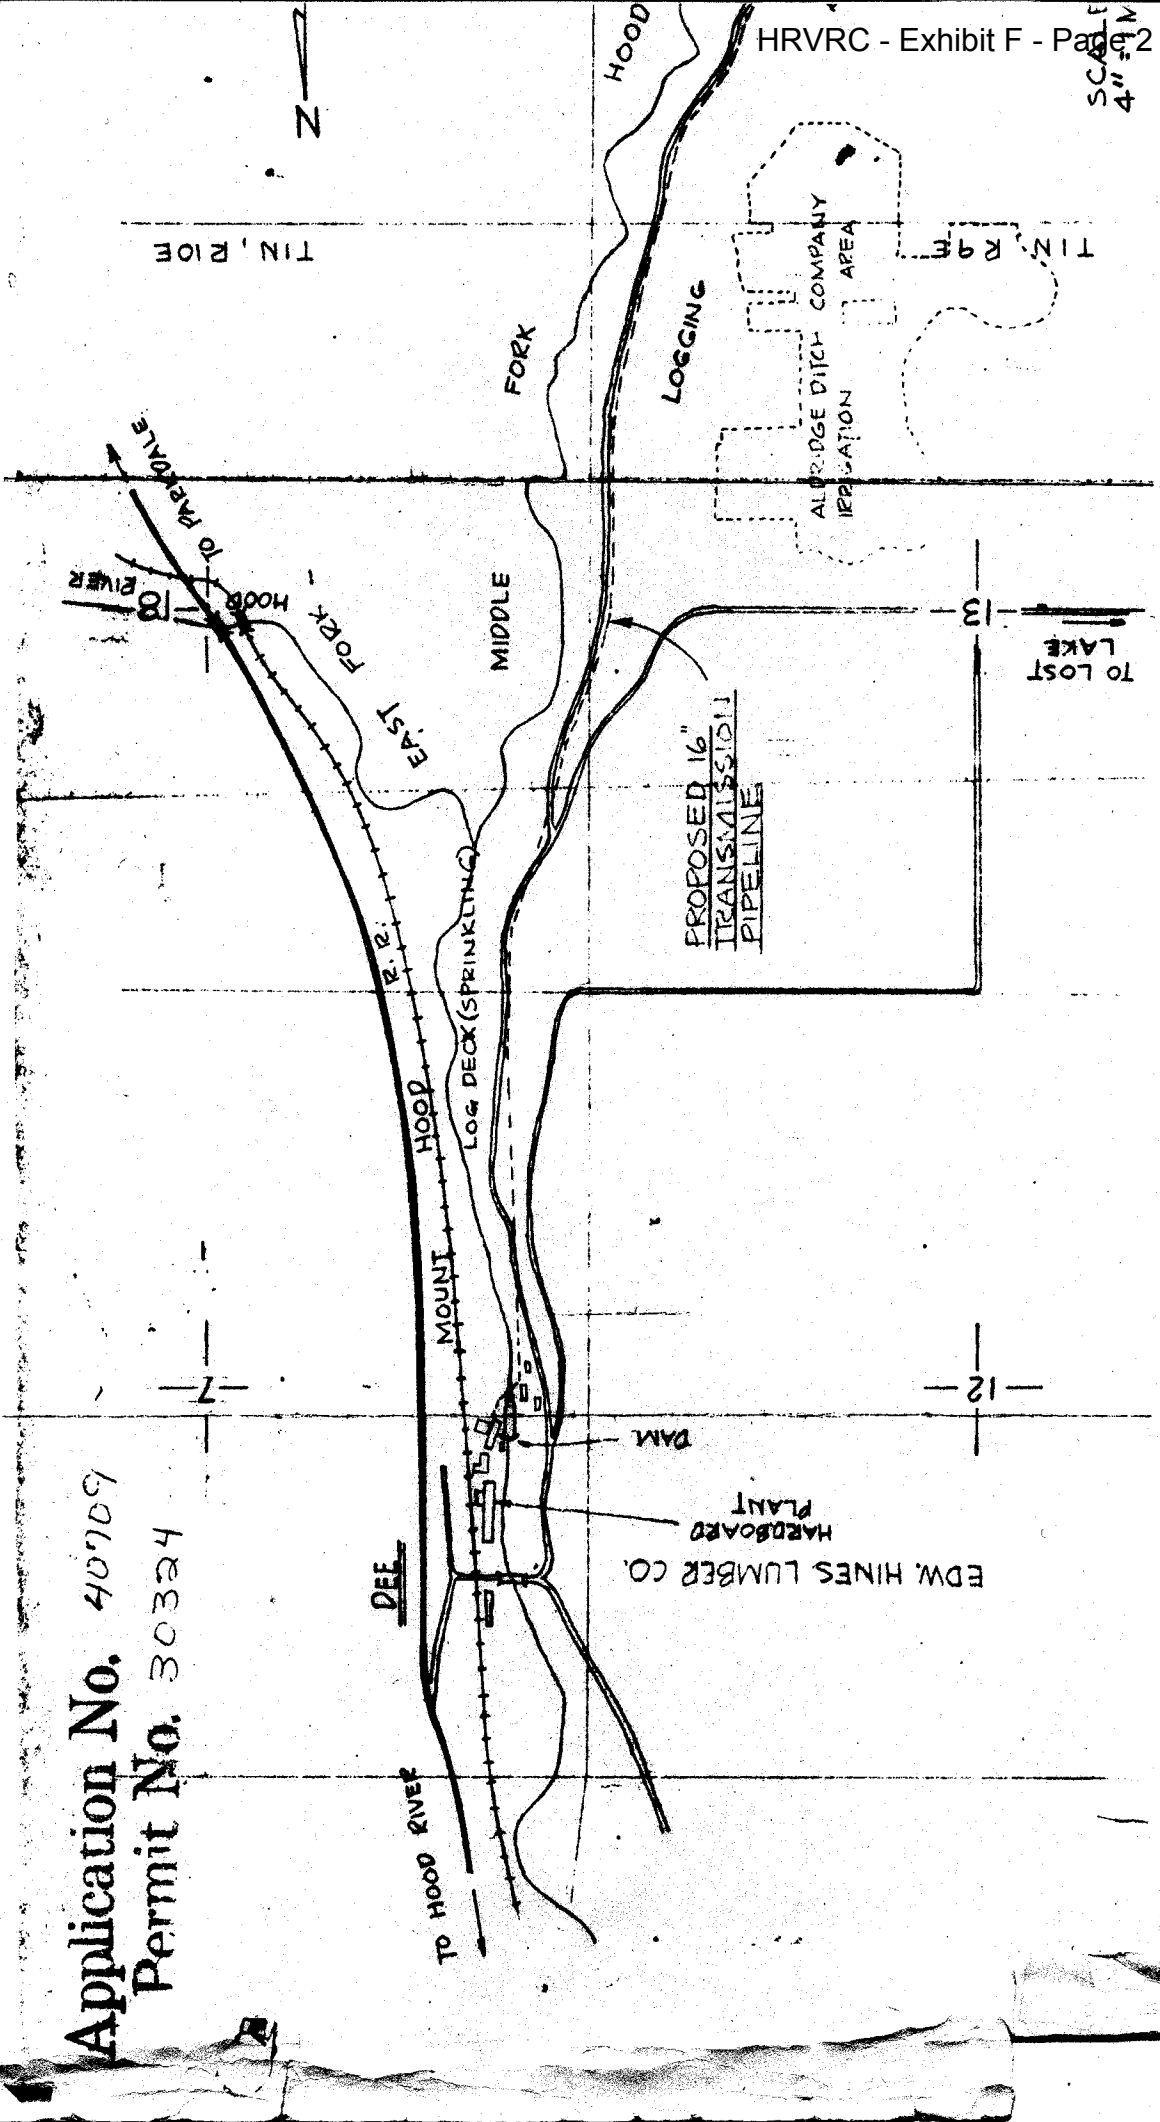 HRVRC - Exhibit F - Page 2
SCALE
4" = 1 M
N
HOOD
T1N, R10E
T1N, R9E
FORK
LOGGING
ALDRIDGE DITCH COMPANY
IRRIGATION AREA
TO PARKDALE
RIVER
HOOD
18
FORK
EAST
MIDDLE
13
TO LOST
LAKE
PROPOSED 16"
TRANSMISSION
PIPELINE
LOG DECK (SPRINKLING)
MOUNT HOOD R. R.
7
12
DAM
HARDBOARD
PLANT
EDW. HINES LUMBER CO.
DEE
TO HOOD RIVER
Application No. 40709
Permit No. 30324